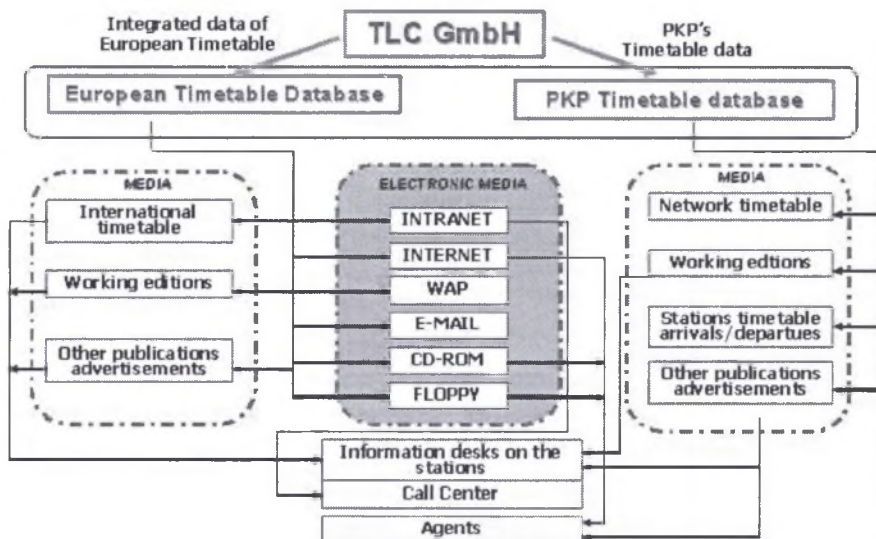 Integrated data of
European Timetable
TLC GmbH
PKP's
Timetable data
European Timetable Database
PKP Timetable database
MEDIA
International
timetable
Working editions
Other publications
advertisements
ELECTRONIC MEDIA
INTRANET
INTERNET
WAP
E-MAIL
CD-ROM
FLOPPY
MEDIA
Network timetable
Working edtions
Stations timetable
arrivals/departues
Other publications
advertisements
Information desks on the
stations
Call Center
Agents